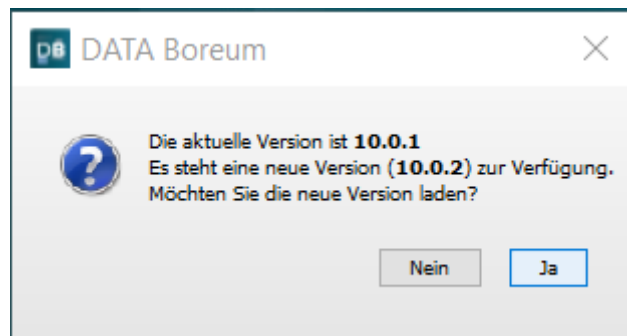 DB DATA Boreum
Die aktuelle Version ist 10.0.1
Es steht eine neue Version (10.0.2) zur Verfügung.
Möchten Sie die neue Version laden?
Nein Ja